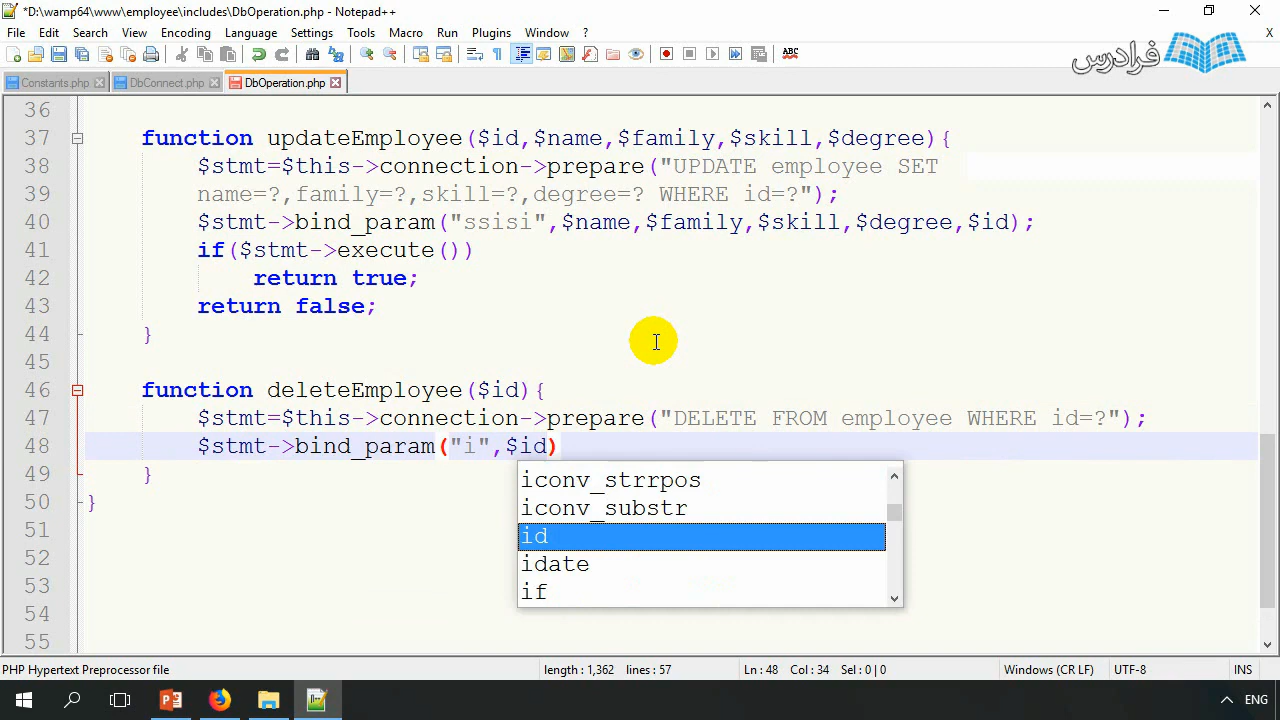 *D:\wamp64\www\employee\includes\DbOperation.php - Notepad++
File Edit Search View Encoding Language Settings Tools Macro Run Plugins Window ? X
ABC
فرادرس
Constants.php DbConnect.php DbOperation.php
36
37 function updateEmployee($id,$name,$family,$skill,$degree){
38 $stmt=$this->connection->prepare("UPDATE employee SET
39 name=?,family=?,skill=?,degree=? WHERE id=?");
40 $stmt->bind_param("ssisi",$name,$family,$skill,$degree,$id);
41 if($stmt->execute())
42 return true;
43 return false;
44 }
45
46 function deleteEmployee($id){
47 $stmt=$this->connection->prepare("DELETE FROM employee WHERE id=?");
48 $stmt->bind_param("i",$id)
49 }
50 }
51
52
53
54
55
iconv_strrpos
iconv_substr
id
idate
if
PHP Hypertext Preprocessor file length : 1,362 lines : 57 Ln : 48 Col : 34 Sel : 0 | 0 Windows (CR LF) UTF-8 INS
ENG